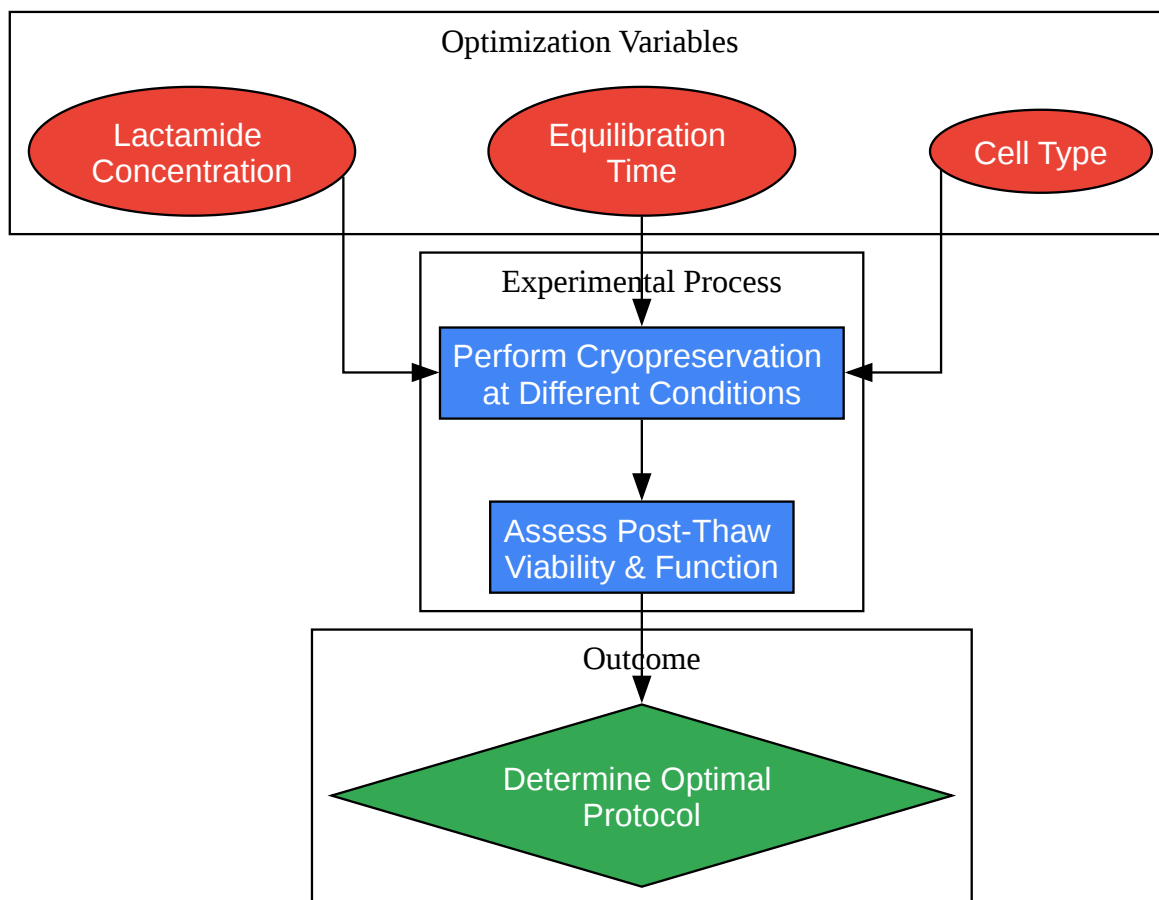 Optimization Variables
Lactamide
Concentration
Equilibration
Time
Cell Type
Experimental Process
Perform Cryopreservation
at Different Conditions
Assess Post-Thaw
Viability & Function
Outcome
Determine Optimal
Protocol